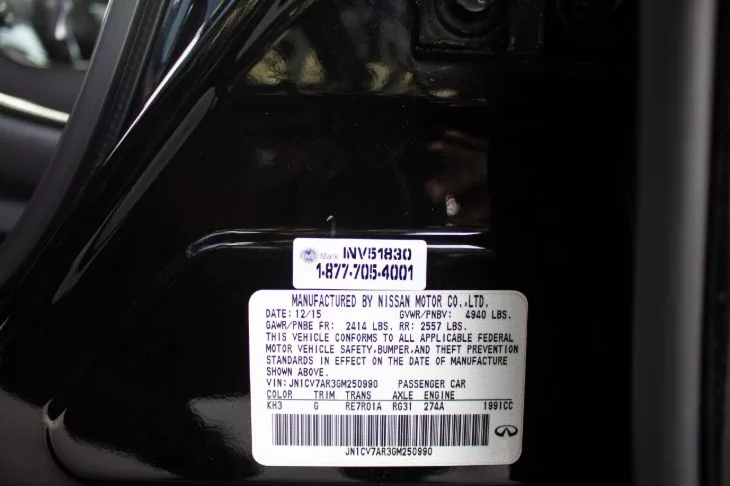 Mark INV51830
1-877-705-4001
MANUFACTURED BY NISSAN MOTOR CO.,LTD.
DATE: 12/15 GVWR/PNBV: 4940 LBS.
GAWR/PNBE FR: 2414 LBS. RR: 2557 LBS.
THIS VEHICLE CONFORMS TO ALL APPLICABLE FEDERAL
MOTOR VEHICLE SAFETY,BUMPER,AND THEFT PREVENTION
STANDARDS IN EFFECT ON THE DATE OF MANUFACTURE
SHOWN ABOVE.
VIN: JN1CV7AR3GM250990 PASSENGER CAR
COLOR TRIM TRANS AXLE ENGINE
KH3 G RE7R01A RG31 274A 1991CC
JN1CV7AR3GM250990